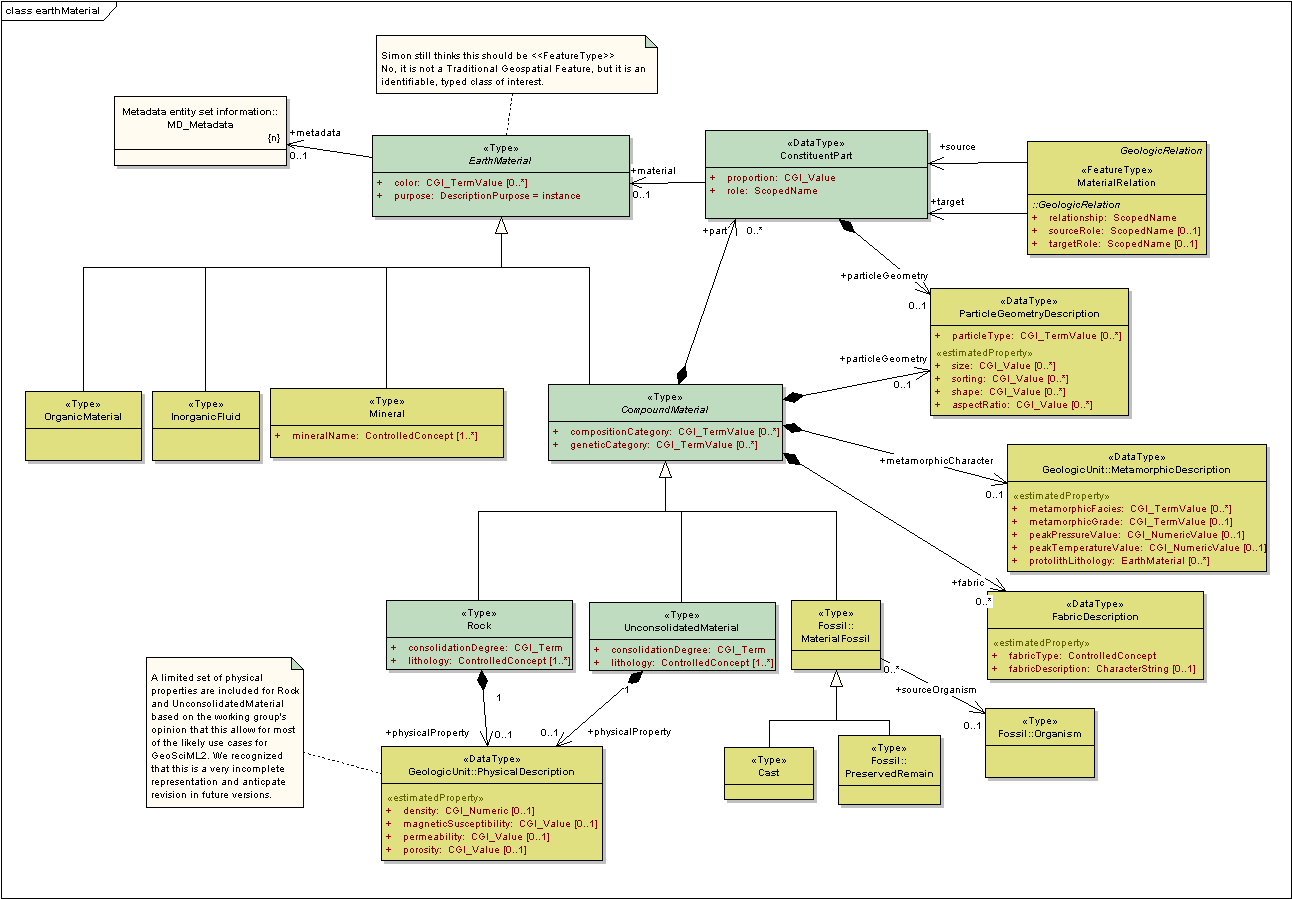 class earthMaterial
Simon still thinks this should be <<FeatureType>>
No, it is not a Traditional Geospatial Feature, but it is an
identifiable, typed class of interest.
Metadata entity set information::
MD_Metadata
{n}
+metadata
0..1
«Type»
EarthMaterial
+ color: CGI_TermValue [0..*]
+ purpose: DescriptionPurpose = instance
+material
0..1
«DataType»
ConstituentPart
+ proportion: CGI_Value
+ role: ScopedName
+source
+target
GeologicRelation
«FeatureType»
MaterialRelation
::GeologicRelation
+ relationship: ScopedName
+ sourceRole: ScopedName [0..1]
+ targetRole: ScopedName [0..1]
+part
0..*
+particleGeometry
0..1
«DataType»
ParticleGeometryDescription
+ particleType: CGI_TermValue [0..*]
«estimatedProperty»
+ size: CGI_Value [0..*]
+ sorting: CGI_Value [0..*]
+ shape: CGI_Value [0..*]
+ aspectRatio: CGI_Value [0..*]
+particleGeometry
0..1
«Type»
OrganicMaterial
«Type»
InorganicFluid
«Type»
Mineral
+ mineralName: ControlledConcept [1..*]
«Type»
CompoundMaterial
+ compositionCategory: CGI_TermValue [0..*]
+ geneticCategory: CGI_TermValue [0..*]
+metamorphicCharacter
0..1
«DataType»
GeologicUnit::MetamorphicDescription
«estimatedProperty»
+ metamorphicFacies: CGI_TermValue [0..*]
+ metamorphicGrade: CGI_TermValue [0..1]
+ peakPressureValue: CGI_NumericValue [0..1]
+ peakTemperatureValue: CGI_NumericValue [0..1]
+ protolithLithology: EarthMaterial [0..*]
+fabric
0..*
«DataType»
FabricDescription
«estimatedProperty»
+ fabricType: ControlledConcept
+ fabricDescription: CharacterString [0..1]
«Type»
Rock
+ consolidationDegree: CGI_Term
+ lithology: ControlledConcept [1..*]
«Type»
UnconsolidatedMaterial
+ consolidationDegree: CGI_Term
+ lithology: ControlledConcept [1..*]
«Type»
Fossil::
MaterialFossil
0..*
+sourceOrganism
0..1
«Type»
Fossil::Organism
A limited set of physical
properties are included for Rock
and UnconsolidatedMaterial
based on the working group's
opinion that this allow for most
of the likely use cases for
GeoSciML2. We recognized
that this is a very incomplete
representation and anticpate
revision in future versions.
1
+physicalProperty
0..1
1
0..1
+physicalProperty
«DataType»
GeologicUnit::PhysicalDescription
«estimatedProperty»
+ density: CGI_Numeric [0..1]
+ magneticSusceptibility: CGI_Value [0..1]
+ permeability: CGI_Value [0..1]
+ porosity: CGI_Value [0..1]
«Type»
Cast
«Type»
Fossil::
PreservedRemain